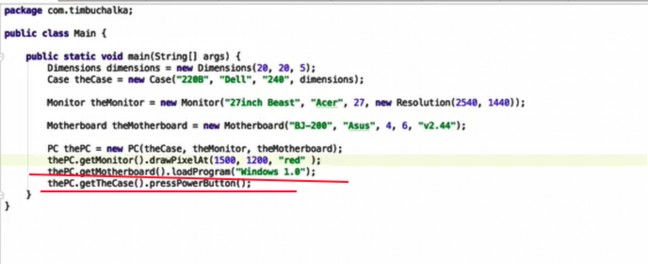 package com.timbuchalka;
public class Main {
public static void main(String[] args) {
Dimensions dimensions = new Dimensions(20, 20, 5);
Case theCase = new Case("220B", "Dell", "240", dimensions);
Monitor theMonitor = new Monitor("27inch Beast", "Acer", 27, new Resolution(2540, 1440));
Motherboard theMotherboard = new Motherboard("BJ-200", "Asus", 4, 6, "v2.44");
PC thePC = new PC(theCase, theMonitor, theMotherboard);
thePC.getMonitor().drawPixelAt(1500, 1200, "red" );
thePC.getMotherboard().loadProgram("Windows 1.0");
thePC.getTheCase().pressPowerButton();
}
}